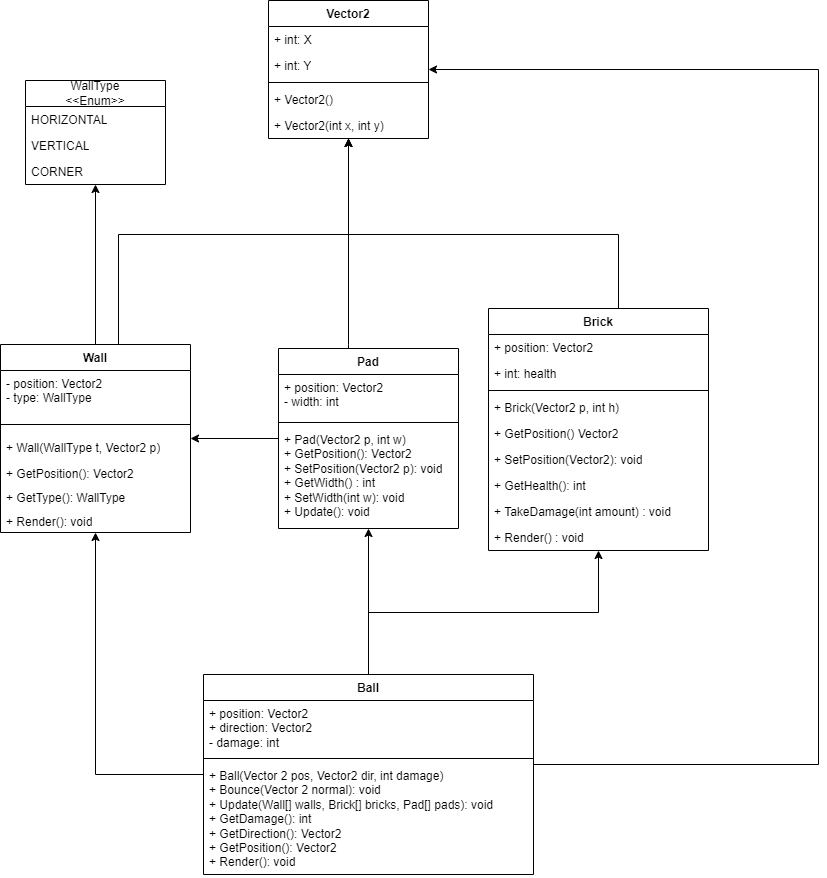 Vector2
+ int: X
+ int: Y
+ Vector2()
+ Vector2(int x, int y)
WallType
<<Enum>>
HORIZONTAL
VERTICAL
CORNER
Wall
- position: Vector2
- type: WallType
+ Wall(WallType t, Vector2 p)
+ GetPosition(): Vector2
+ GetType(): WallType
+ Render(): void
Pad
+ position: Vector2
- width: int
+ Pad(Vector2 p, int w)
+ GetPosition(): Vector2
+ SetPosition(Vector2 p): void
+ GetWidth() : int
+ SetWidth(int w): void
+ Update(): void
Brick
+ position: Vector2
+ int: health
+ Brick(Vector2 p, int h)
+ GetPosition() Vector2
+ SetPosition(Vector2): void
+ GetHealth(): int
+ TakeDamage(int amount) : void
+ Render() : void
Ball
+ position: Vector2
+ direction: Vector2
- damage: int
+ Ball(Vector 2 pos, Vector2 dir, int damage)
+ Bounce(Vector 2 normal): void
+ Update(Wall[] walls, Brick[] bricks, Pad[] pads): void
+ GetDamage(): int
+ GetDirection(): Vector2
+ GetPosition(): Vector2
+ Render(): void